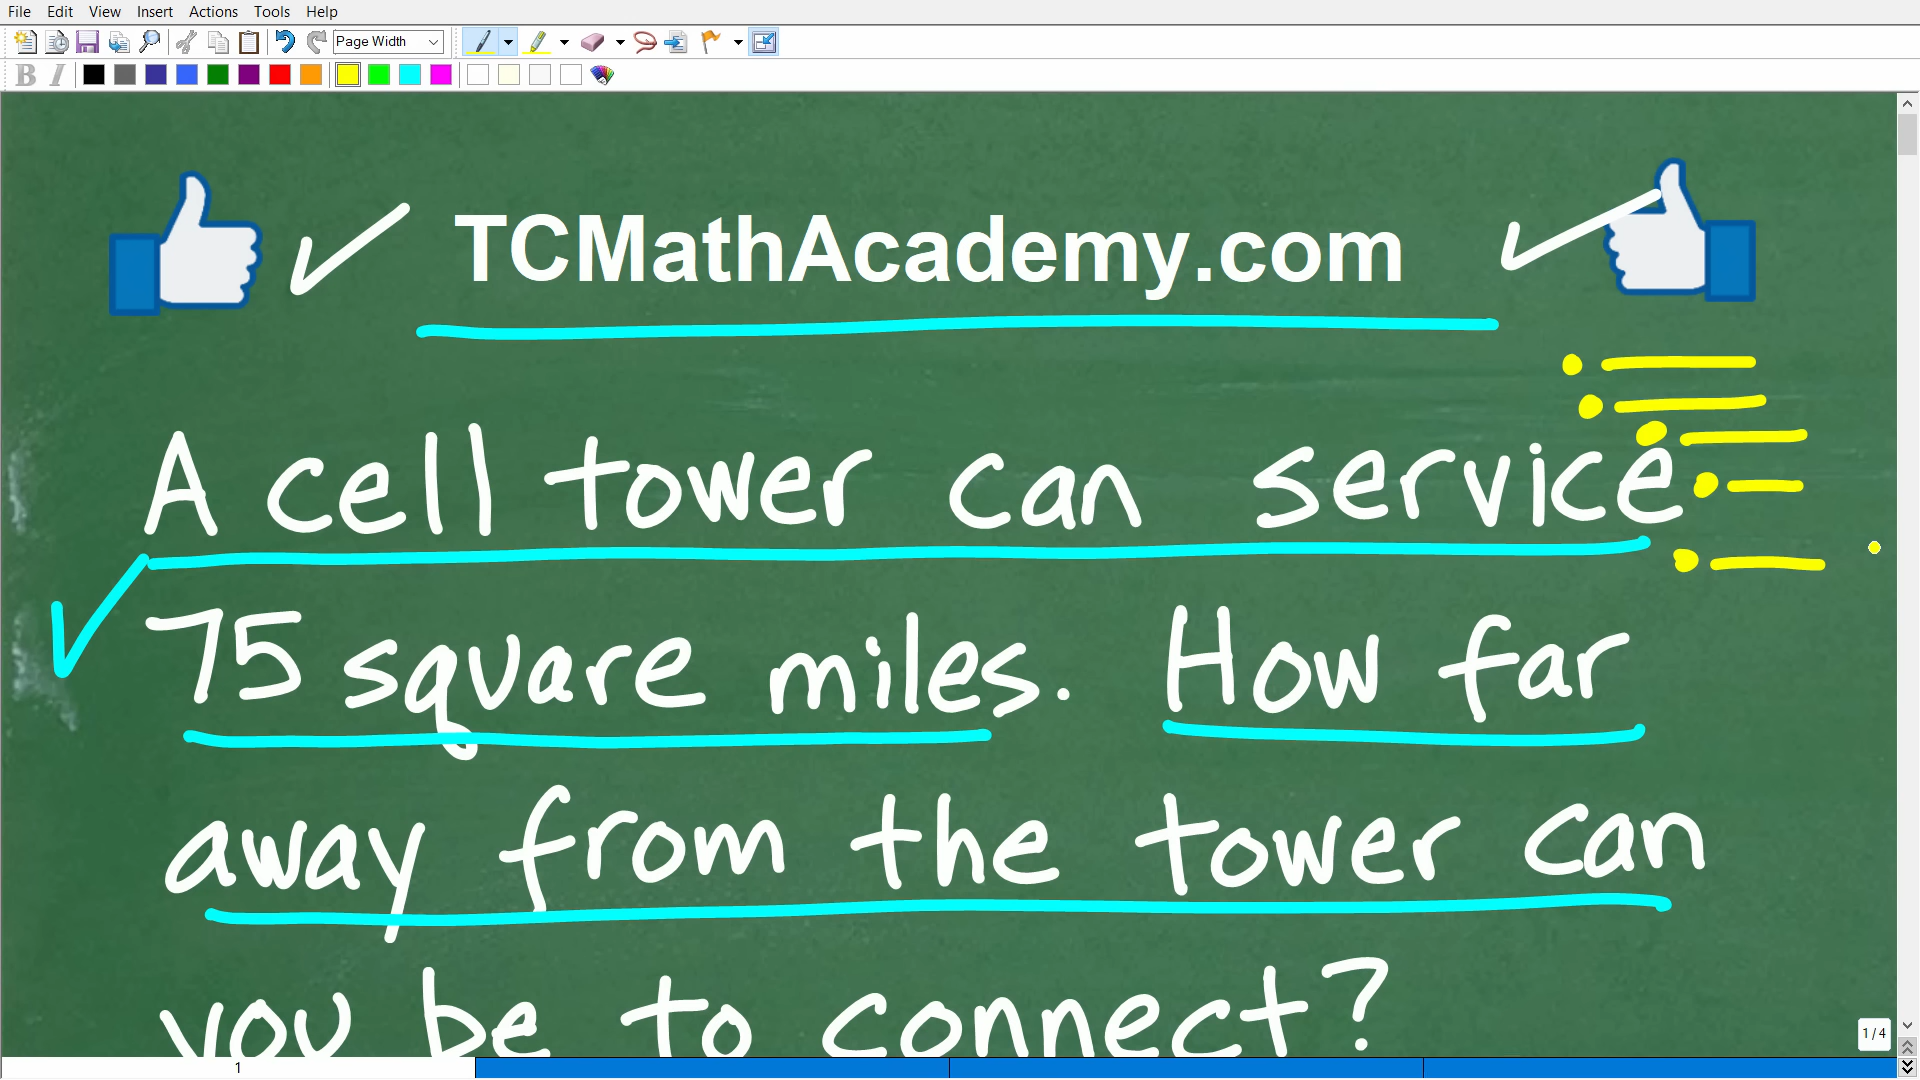 File Edit View Insert Actions Tools Help
Page Width
B I
TCMathAcademy.com
A cell tower can service
75 square miles. How far
away from the tower can
you be to connect?
1 / 4
1